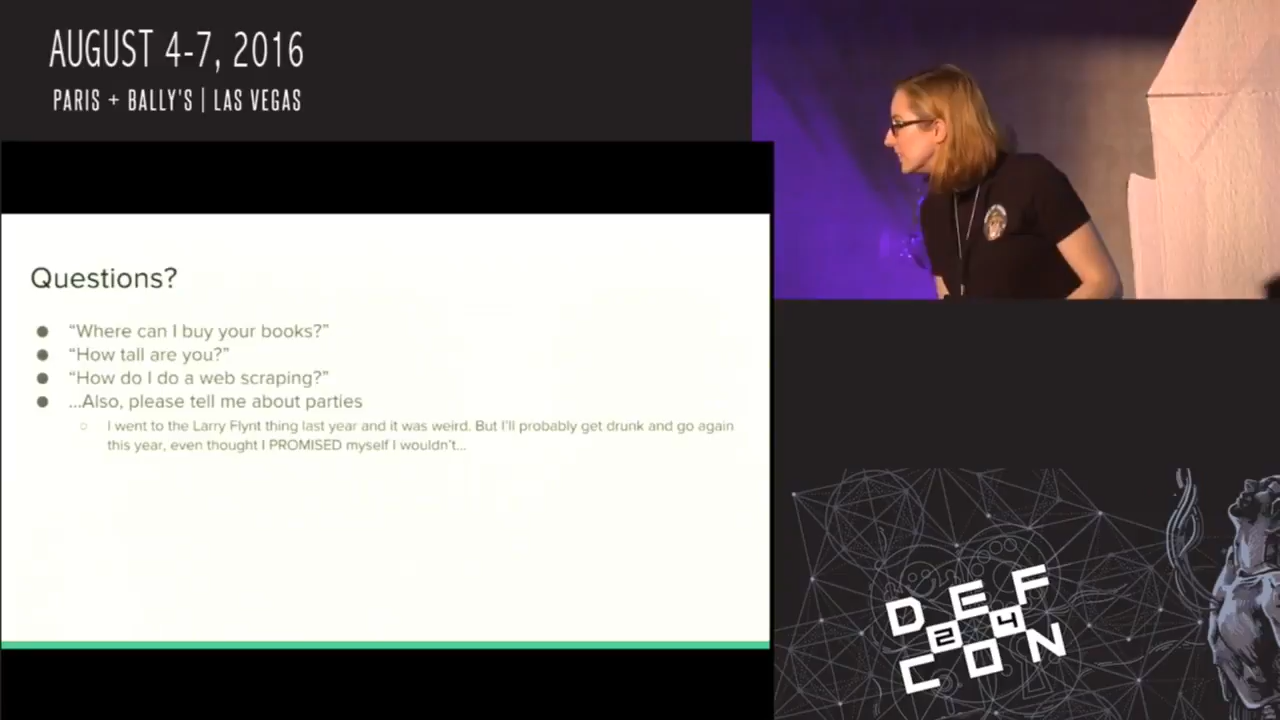 AUGUST 4-7, 2016
PARIS + BALLY'S | LAS VEGAS
Questions?
“Where can I buy your books?”
“How tall are you?”
“How do I do a web scraping?”
...Also, please tell me about parties
I went to the Larry Flynt thing last year and it was weird. But I'll probably get drunk and go again
this year, even thought I PROMISED myself I wouldn't...
DEF
24
CON